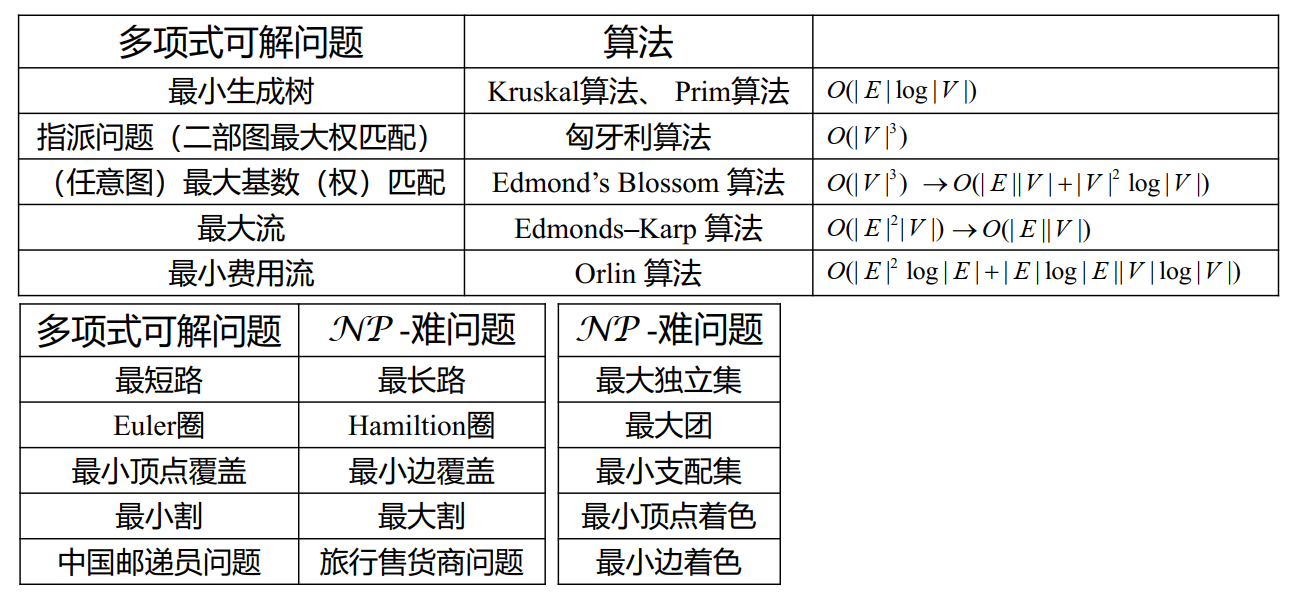 多项式可解问题 算法
最小生成树 Kruskal算法、 Prim算法 O(| E | log | V |)
指派问题（二部图最大权匹配） 匈牙利算法 O(| V |³)
（任意图）最大基数（权）匹配 Edmond’s Blossom 算法 O(| V |³) → O(| E || V | + | V |² log | V |)
最大流 Edmonds–Karp 算法 O(| E |²| V |) → O(| E || V |)
最小费用流 Orlin 算法 O(| E |² log | E | + | E | log | E || V | log | V |)
多项式可解问题 𝒩𝒫 -难问题 𝒩𝒫 -难问题
最短路 最长路 最大独立集
Euler圈 Hamiltion圈 最大团
最小顶点覆盖 最小边覆盖 最小支配集
最小割 最大割 最小顶点着色
中国邮递员问题 旅行售货商问题 最小边着色